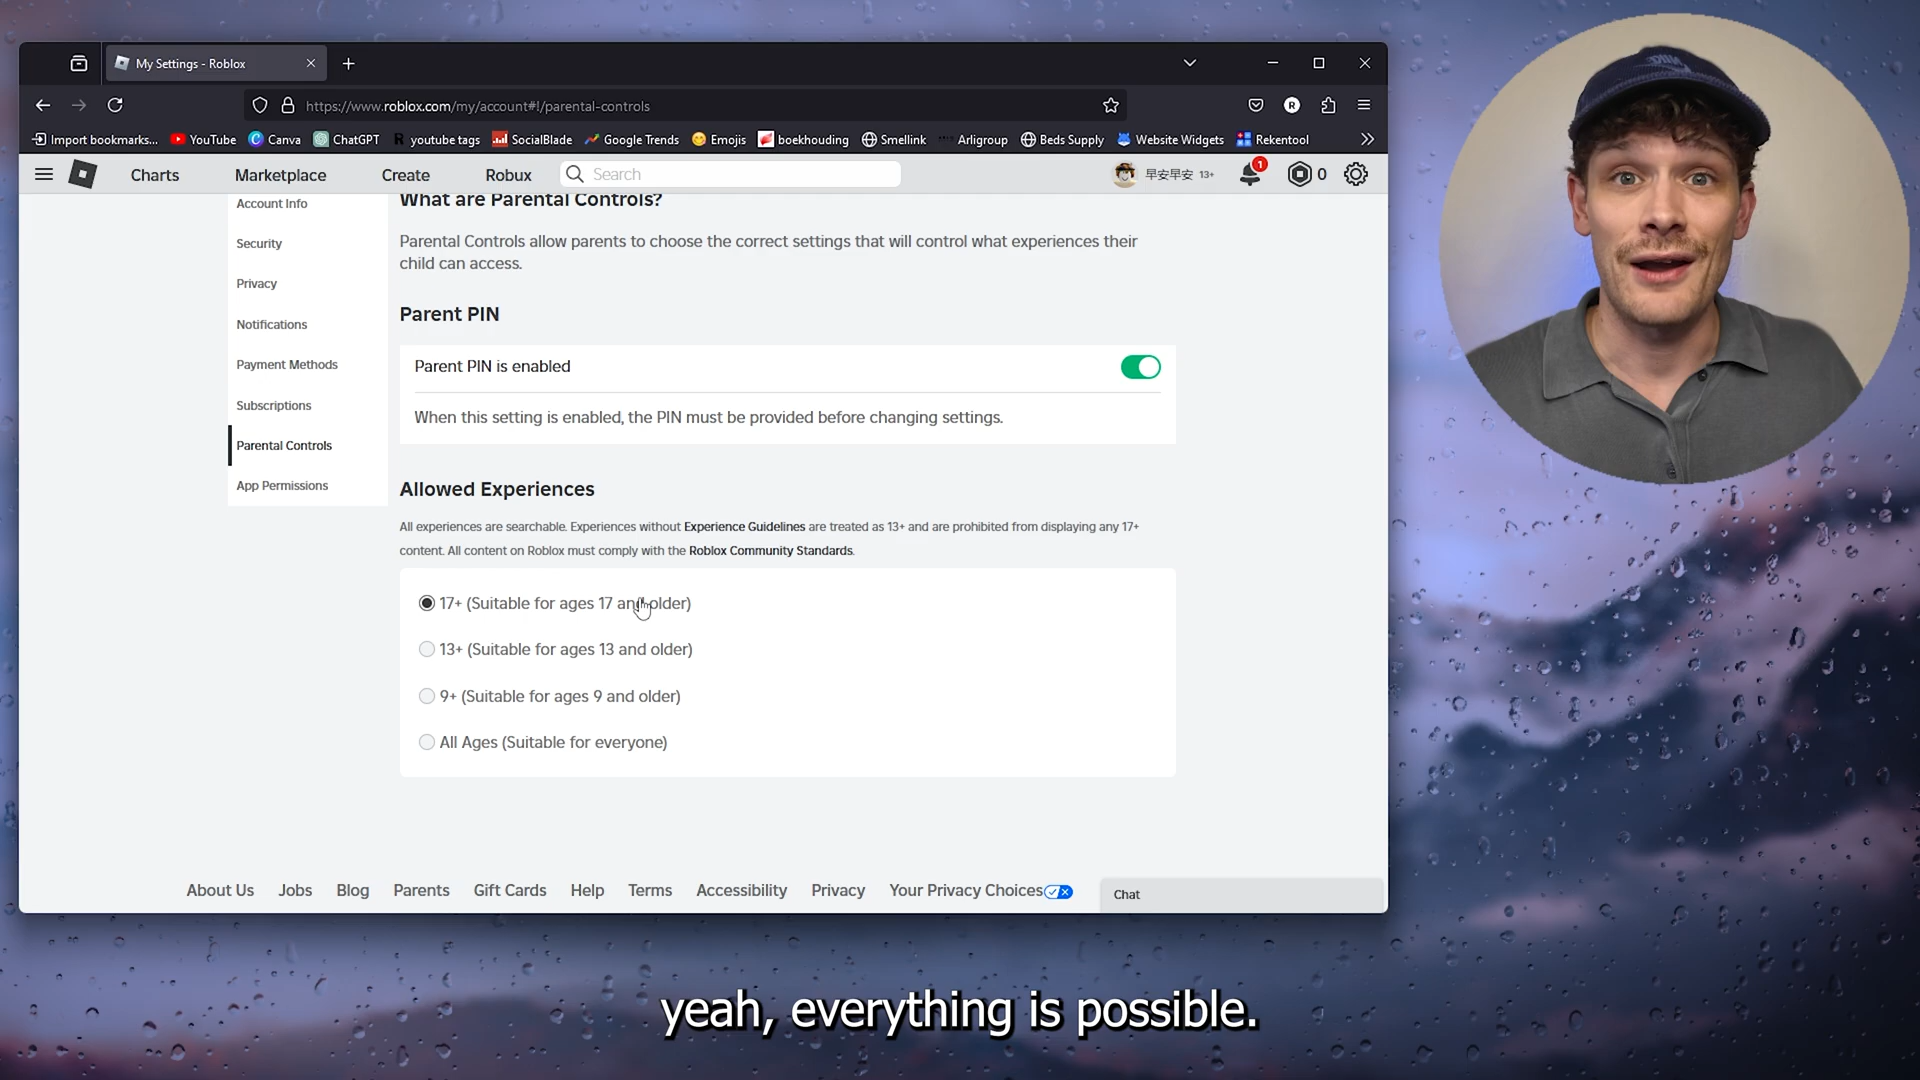 My Settings - Roblox
https://www.roblox.com/my/account#!/parental-controls
Import bookmarks... YouTube Canva ChatGPT youtube tags SocialBlade Google Trends Emojis boekhouding Smellink Arligroup Beds Supply Website Widgets Rekentool
Charts Marketplace Create Robux Search 早安早安 13+ 1 0
Account Info
Security
Privacy
Notifications
Payment Methods
Subscriptions
Parental Controls
App Permissions
What are Parental Controls?
Parental Controls allow parents to choose the correct settings that will control what experiences their
child can access.
Parent PIN
Parent PIN is enabled
When this setting is enabled, the PIN must be provided before changing settings.
Allowed Experiences
All experiences are searchable. Experiences without Experience Guidelines are treated as 13+ and are prohibited from displaying any 17+
content. All content on Roblox must comply with the Roblox Community Standards.
17+ (Suitable for ages 17 and older)
13+ (Suitable for ages 13 and older)
9+ (Suitable for ages 9 and older)
All Ages (Suitable for everyone)
About Us Jobs Blog Parents Gift Cards Help Terms Accessibility Privacy Your Privacy Choices
Chat
yeah, everything is possible.